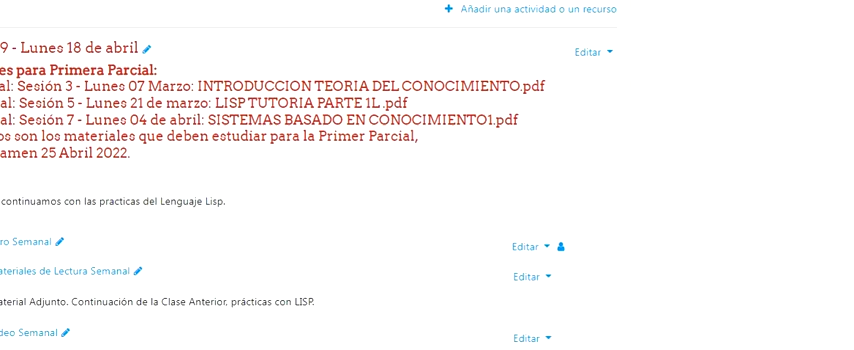 Añadir una actividad o un recurso
9 - Lunes 18 de abril
Editar
es para Primera Parcial:
al: Sesión 3 - Lunes 07 Marzo: INTRODUCCION TEORIA DEL CONOCIMIENTO.pdf
al: Sesión 5 - Lunes 21 de marzo: LISP TUTORIA PARTE 1L .pdf
al: Sesión 7 - Lunes 04 de abril: SISTEMAS BASADO EN CONOCIMIENTO1.pdf
os son los materiales que deben estudiar para la Primer Parcial,
amen 25 Abril 2022.
continuamos con las practicas del Lenguaje Lisp.
ro Semanal
Editar
ateriales de Lectura Semanal
Editar
aterial Adjunto. Continuación de la Clase Anterior, prácticas con LISP.
deo Semanal
Editar